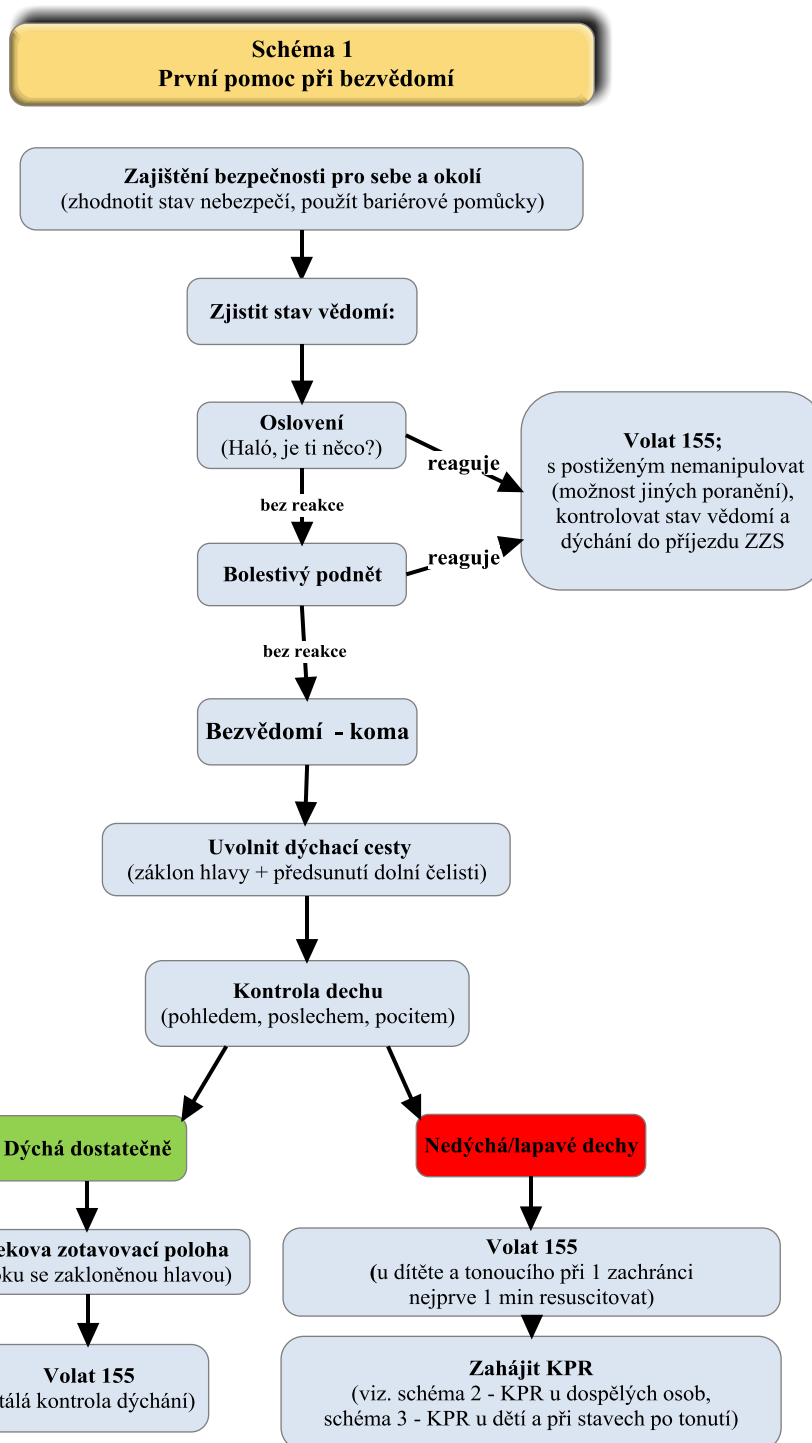 Schéma 1
První pomoc při bezvědomí
Zajištění bezpečnosti pro sebe a okolí
(zhodnotit stav nebezpečí, použít bariérové pomůcky)
Zjistit stav vědomí:
Oslovení
(Haló, je ti něco?)
reaguje
Volat 155;
s postiženým nemanipulovat
(možnost jiných poranění),
kontrolovat stav vědomí a
dýchání do příjezdu ZZS
bez reakce
Bolestivý podnět
reaguje
bez reakce
Bezvědomí - koma
Uvolnit dýchací cesty
(záklon hlavy + předsunutí dolní čelisti)
Kontrola dechu
(pohledem, poslechem, pocitem)
Dýchá dostatečně
zotavovací poloha
se zakloněnou hlavou)
Volat 155
kontrola dýchání)
Nedýchá/lapavé dechy
Volat 155
(u dítěte a tonoucího při 1 zachránci
nejprve 1 min resuscitovat)
Zahájit KPR
(viz. schéma 2 - KPR u dospělých osob,
schéma 3 - KPR u dětí a při stavech po tonutí)